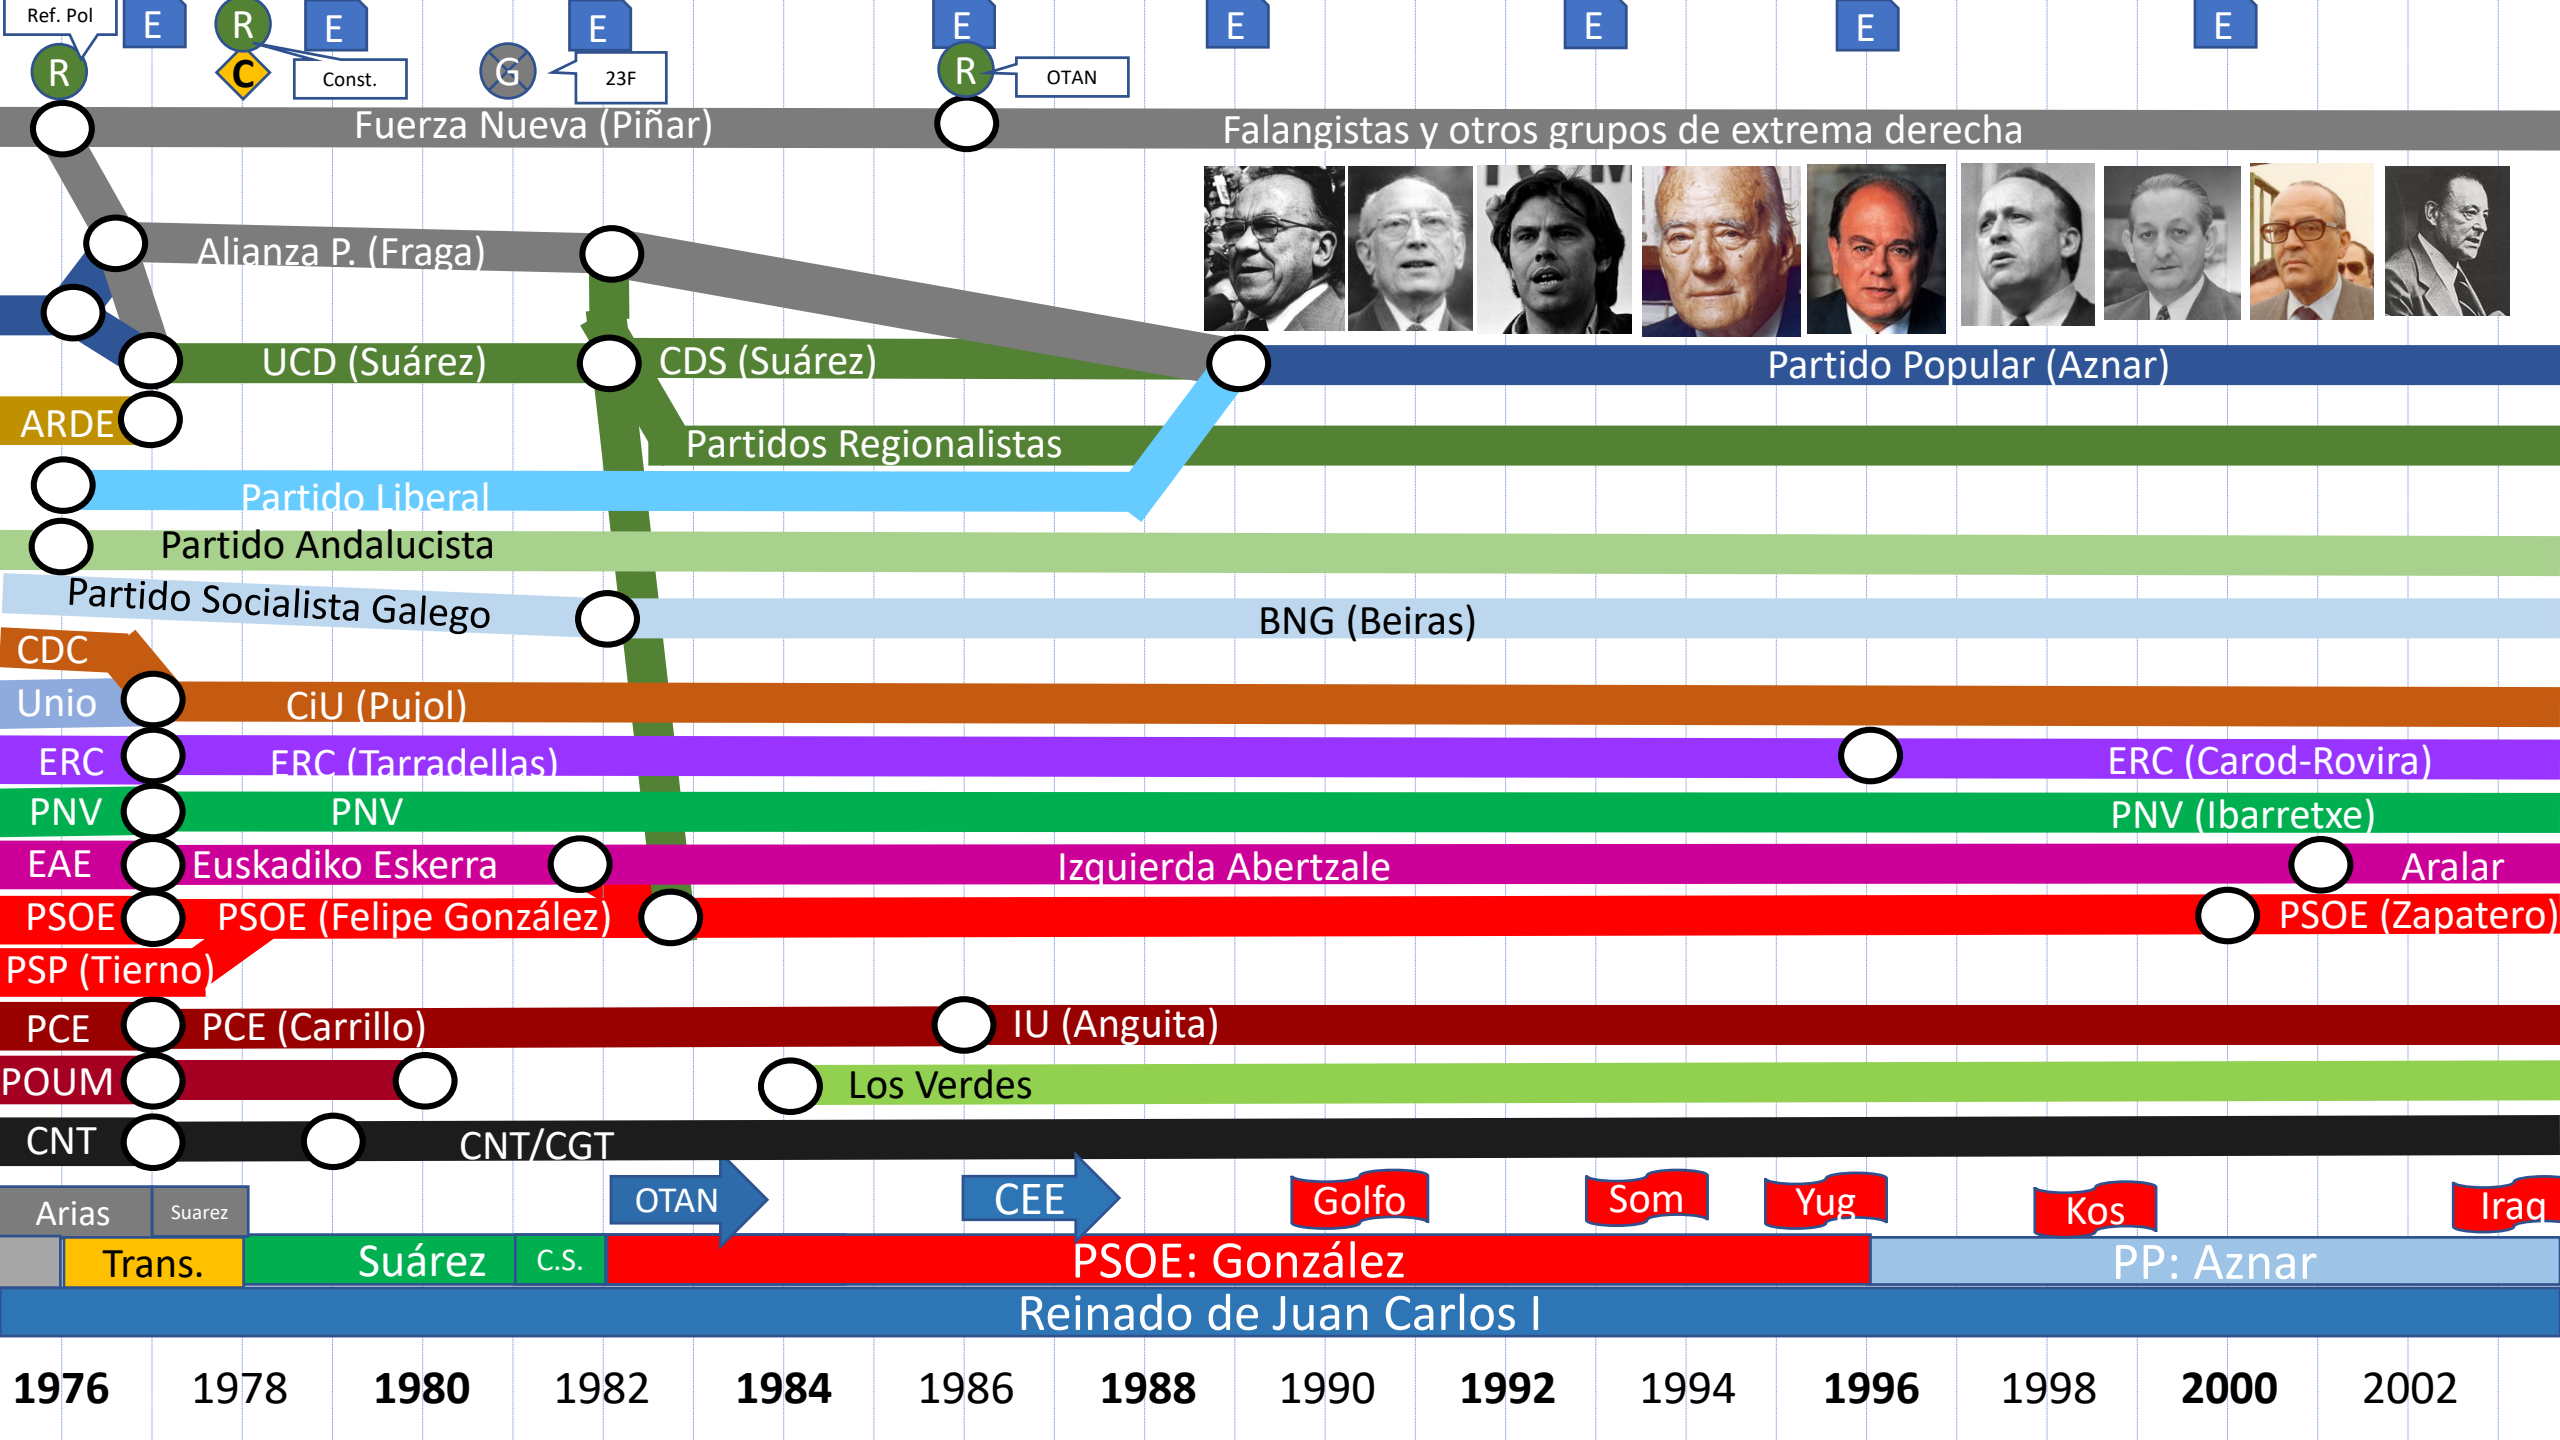 Ref. Pol
E
R
E
E
E
E
E
E
E
R
C
Const.
G
23F
R
OTAN
Fuerza Nueva (Piñar)
Falangistas y otros grupos de extrema derecha
Alianza P. (Fraga)
UCD (Suárez)
CDS (Suárez)
Partido Popular (Aznar)
ARDE
Partidos Regionalistas
Partido Liberal
Partido Andalucista
Partido Socialista Galego
BNG (Beiras)
CDC
Unio
CiU (Pujol)
ERC
ERC (Tarradellas)
ERC (Carod-Rovira)
PNV
PNV
PNV (Ibarretxe)
EAE
Euskadiko Eskerra
Izquierda Abertzale
Aralar
PSOE
PSOE (Felipe González)
PSOE (Zapatero)
PSP (Tierno)
PCE
PCE (Carrillo)
IU (Anguita)
POUM
Los Verdes
CNT
CNT/CGT
Arias
Suarez
OTAN
CEE
Golfo
Som
Yug
Kos
Iraq
Trans.
Suárez
C.S.
PSOE: González
PP: Aznar
Reinado de Juan Carlos I
1976
1978
1980
1982
1984
1986
1988
1990
1992
1994
1996
1998
2000
2002